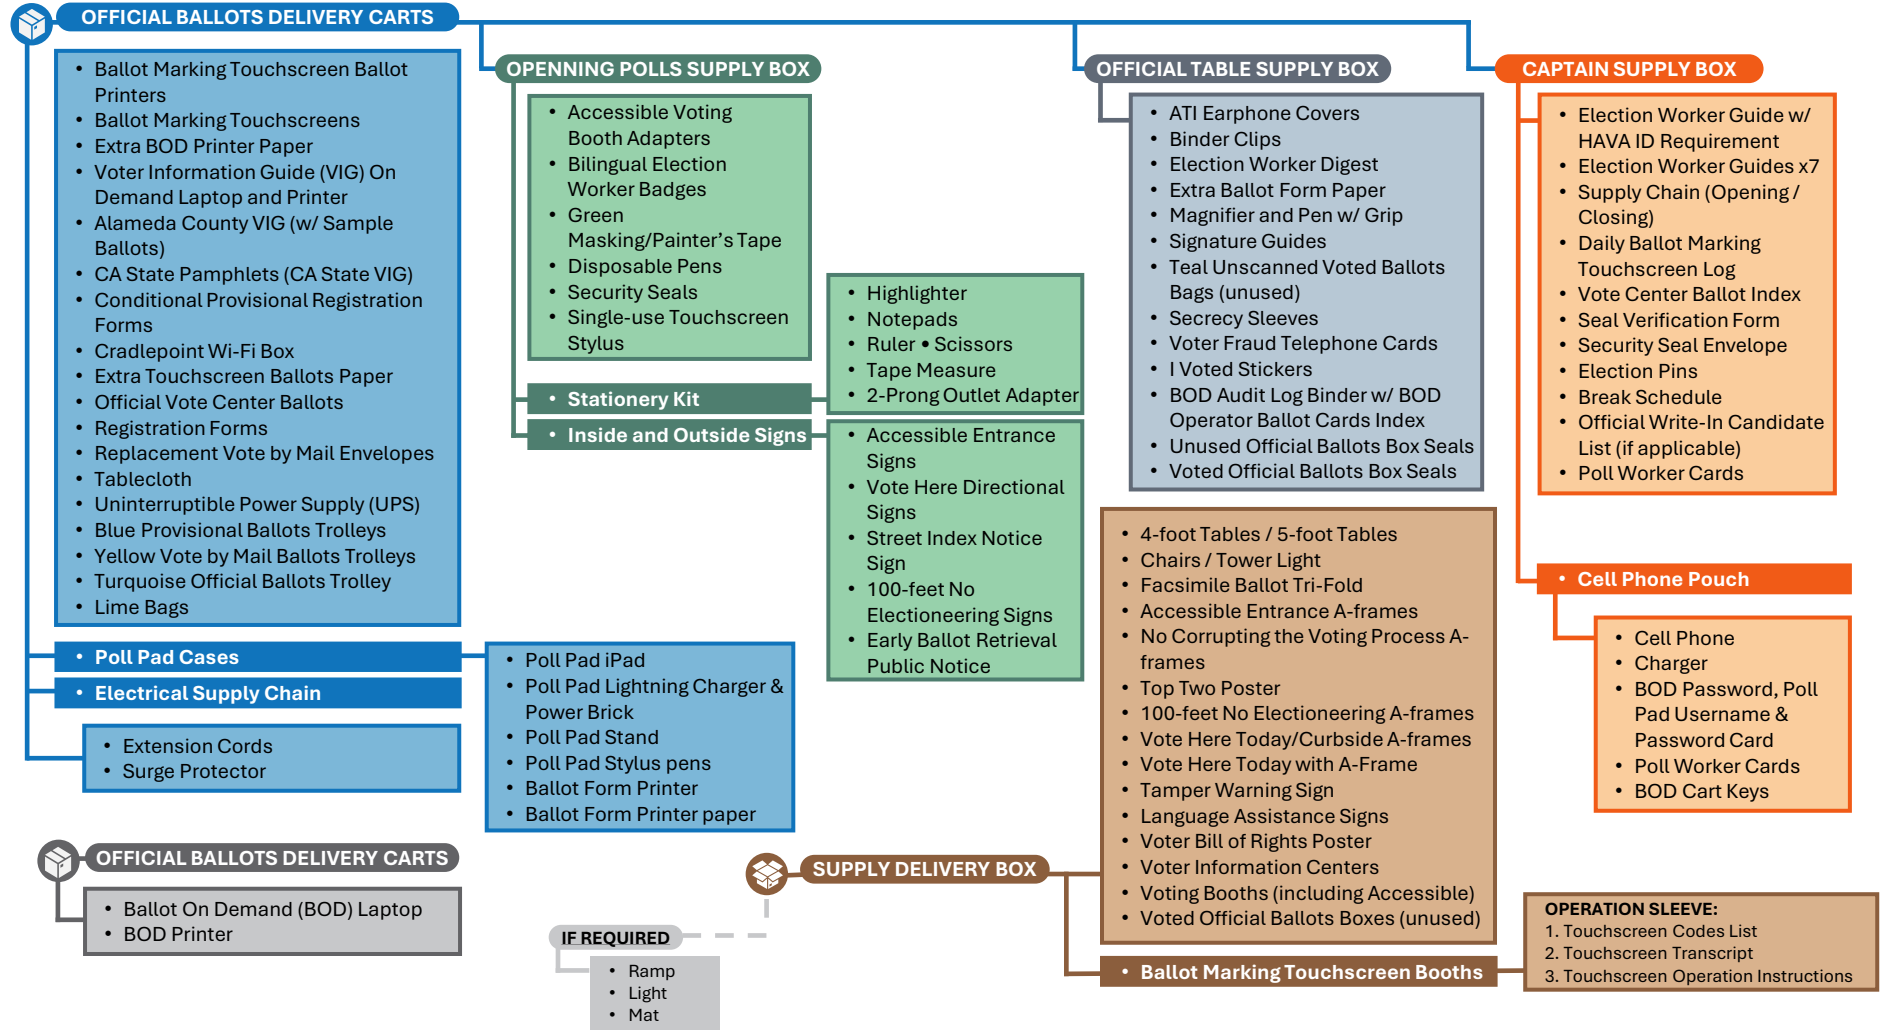 OFFICIAL BALLOTS DELIVERY CARTS
• Ballot Marking Touchscreen Ballot
Printers
• Ballot Marking Touchscreens
• Extra BOD Printer Paper
• Voter Information Guide (VIG) On
Demand Laptop and Printer
• Alameda County VIG (w/ Sample
Ballots)
• CA State Pamphlets (CA State VIG)
• Conditional Provisional Registration
Forms
• Cradlepoint Wi-Fi Box
• Extra Touchscreen Ballots Paper
• Official Vote Center Ballots
• Registration Forms
• Replacement Vote by Mail Envelopes
• Tablecloth
• Uninterruptible Power Supply (UPS)
• Blue Provisional Ballots Trolleys
• Yellow Vote by Mail Ballots Trolleys
• Turquoise Official Ballots Trolley
• Lime Bags
• Poll Pad Cases
• Electrical Supply Chain
• Extension Cords
• Surge Protector
• Poll Pad iPad
• Poll Pad Lightning Charger &
Power Brick
• Poll Pad Stand
• Poll Pad Stylus pens
• Ballot Form Printer
• Ballot Form Printer paper
OPENNING POLLS SUPPLY BOX
• Accessible Voting
Booth Adapters
• Bilingual Election
Worker Badges
• Green
Masking/Painter's Tape
• Disposable Pens
• Security Seals
• Single-use Touchscreen
Stylus
• Stationery Kit
• Inside and Outside Signs
• Highlighter
• Notepads
• Ruler • Scissors
• Tape Measure
• 2-Prong Outlet Adapter
• Accessible Entrance
Signs
• Vote Here Directional
Signs
• Street Index Notice
Sign
• 100-feet No
Electioneering Signs
• Early Ballot Retrieval
Public Notice
OFFICIAL TABLE SUPPLY BOX
• ATI Earphone Covers
• Binder Clips
• Election Worker Digest
• Extra Ballot Form Paper
• Magnifier and Pen w/ Grip
• Signature Guides
• Teal Unscanned Voted Ballots
Bags (unused)
• Secrecy Sleeves
• Voter Fraud Telephone Cards
• I Voted Stickers
• BOD Audit Log Binder w/ BOD
Operator Ballot Cards Index
• Unused Official Ballots Box Seals
• Voted Official Ballots Box Seals
CAPTAIN SUPPLY BOX
• Election Worker Guide w/
HAVA ID Requirement
• Election Worker Guides x7
• Supply Chain (Opening /
Closing)
• Daily Ballot Marking
Touchscreen Log
• Vote Center Ballot Index
• Seal Verification Form
• Security Seal Envelope
• Election Pins
• Break Schedule
• Official Write-In Candidate
List (if applicable)
• Poll Worker Cards
• Cell Phone Pouch
• Cell Phone
• Charger
• BOD Password, Poll
Pad Username &
Password Card
• Poll Worker Cards
• BOD Cart Keys
OFFICIAL BALLOTS DELIVERY CARTS
• Ballot On Demand (BOD) Laptop
• BOD Printer
SUPPLY DELIVERY BOX
• 4-foot Tables / 5-foot Tables
• Chairs / Tower Light
• Facsimile Ballot Tri-Fold
• Accessible Entrance A-frames
• No Corrupting the Voting Process A-
frames
• Top Two Poster
• 100-feet No Electioneering A-frames
• Vote Here Today/Curbside A-frames
• Vote Here Today with A-Frame
• Tamper Warning Sign
• Language Assistance Signs
• Voter Bill of Rights Poster
• Voter Information Centers
• Voting Booths (including Accessible)
• Voted Official Ballots Boxes (unused)
• Ballot Marking Touchscreen Booths
OPERATION SLEEVE:
1. Touchscreen Codes List
2. Touchscreen Transcript
3. Touchscreen Operation Instructions
IF REQUIRED
• Ramp
• Light
• Mat